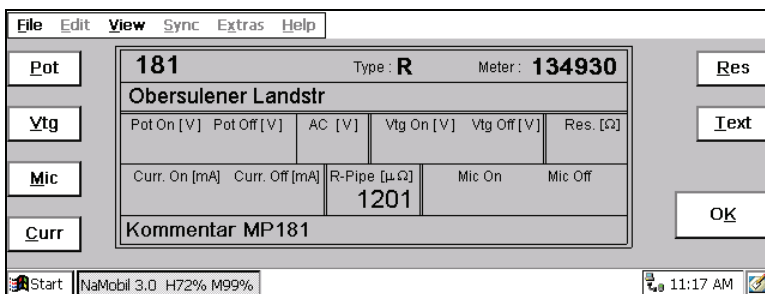 File Edit View Sync Extras Help
Pot 181 Type : R Meter : 134930 Res
Obersulener Landstr
Vtg Pot On [V] Pot Off [V] AC [V] Vtg On [V] Vtg Off [V] Res. [Ω] Text
Mic Curr. On [mA] Curr. Off [mA] R-Pipe [µΩ] Mic On Mic Off
1201
OK
Curr Kommentar MP181
Start NaMobil 3.0 H72% M99% 11:17 AM